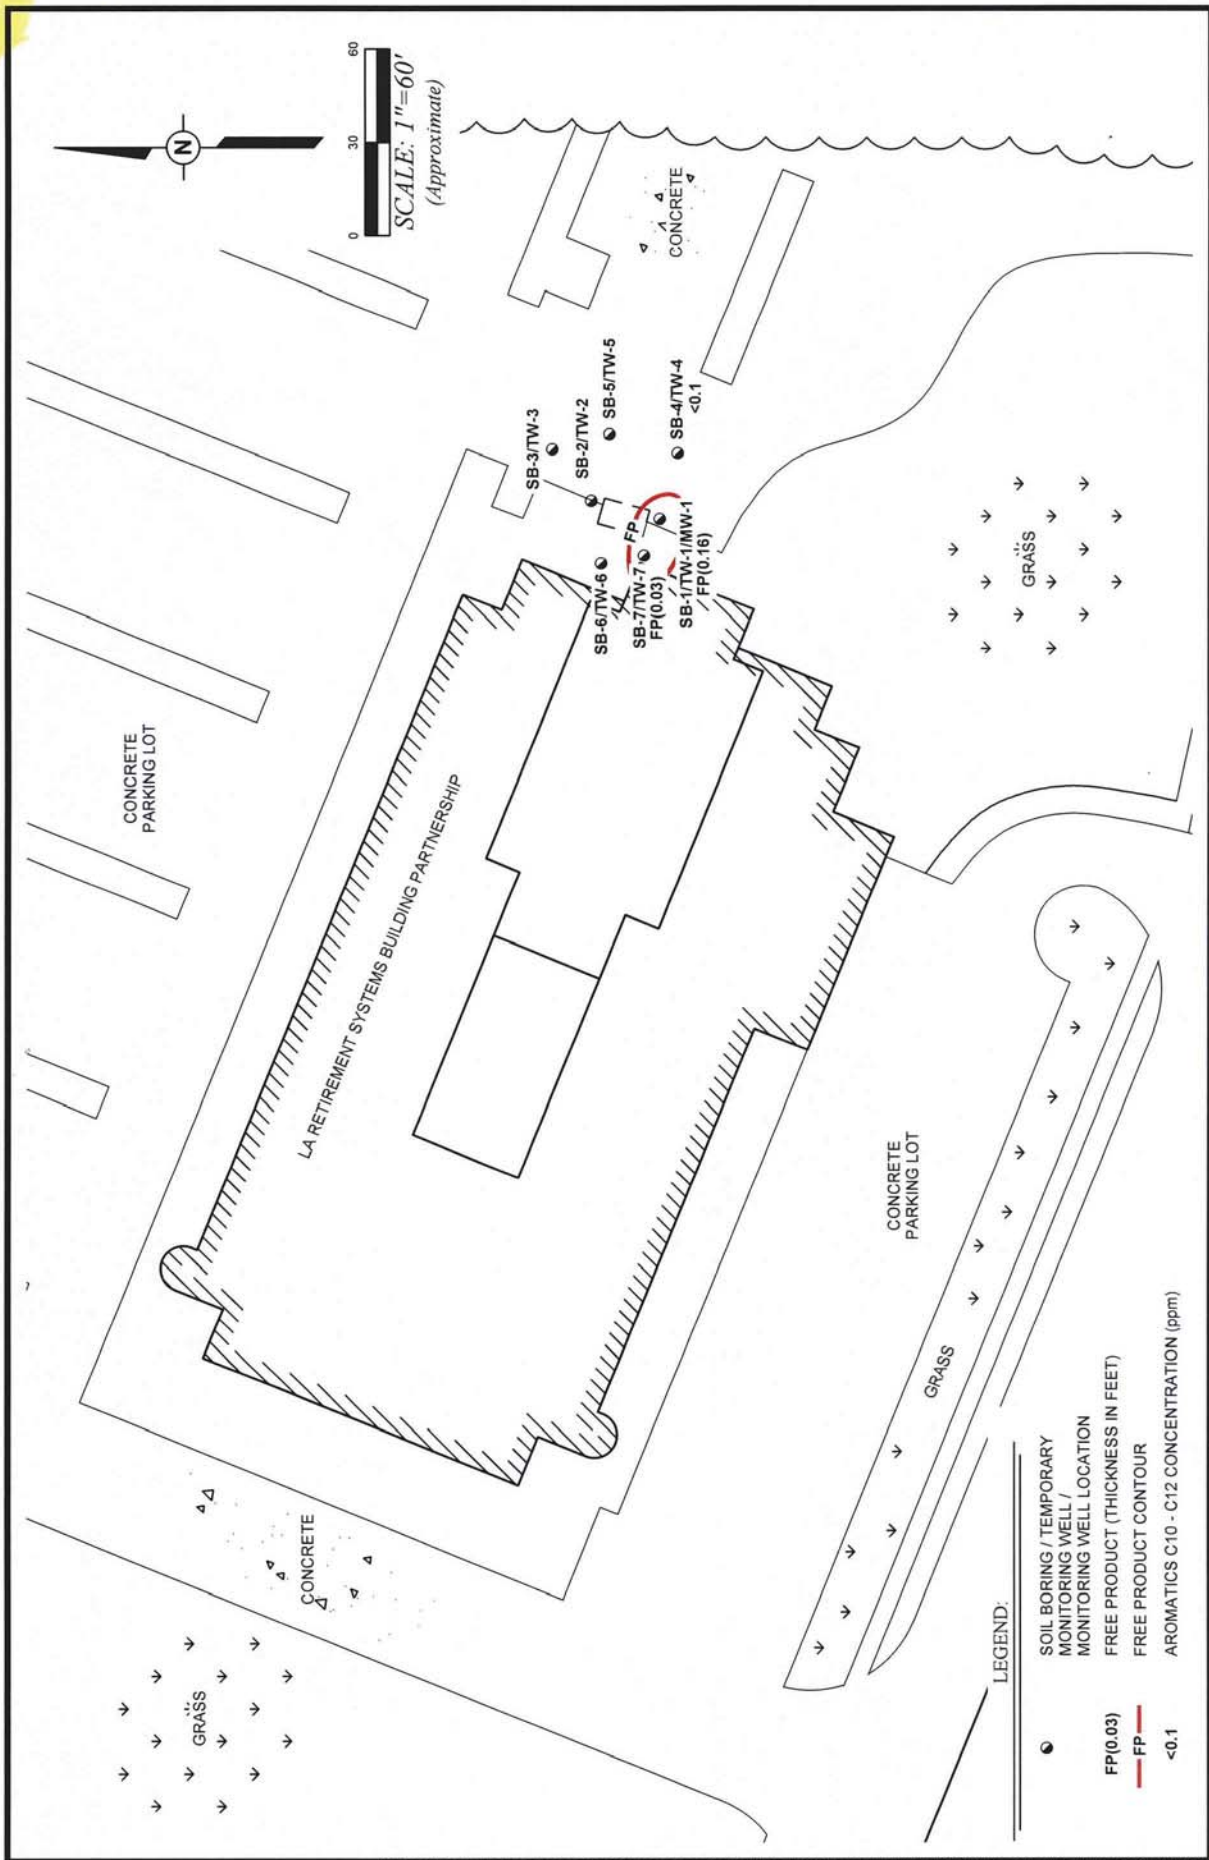 N
0
30
60
SCALE: 1"=60'
(Approximate)
CONCRETE
PARKING LOT
CONCRETE
SB-3/TW-3
SB-2/TW-2
SB-5/TW-5
SB-4/TW-4
<0.1
FP
SB-6/TW-6
SB-7/TW-7
FP(0.03)
SB-1/TW-1/MW-1
FP(0.16)
LA RETIREMENT SYSTEMS BUILDING PARTNERSHIP
GRASS
CONCRETE
GRASS
CONCRETE
PARKING LOT
GRASS
LEGEND:
SOIL BORING / TEMPORARY
MONITORING WELL /
MONITORING WELL LOCATION
FP(0.03) FREE PRODUCT (THICKNESS IN FEET)
FP FREE PRODUCT CONTOUR
<0.1 AROMATICS C10 - C12 CONCENTRATION (ppm)